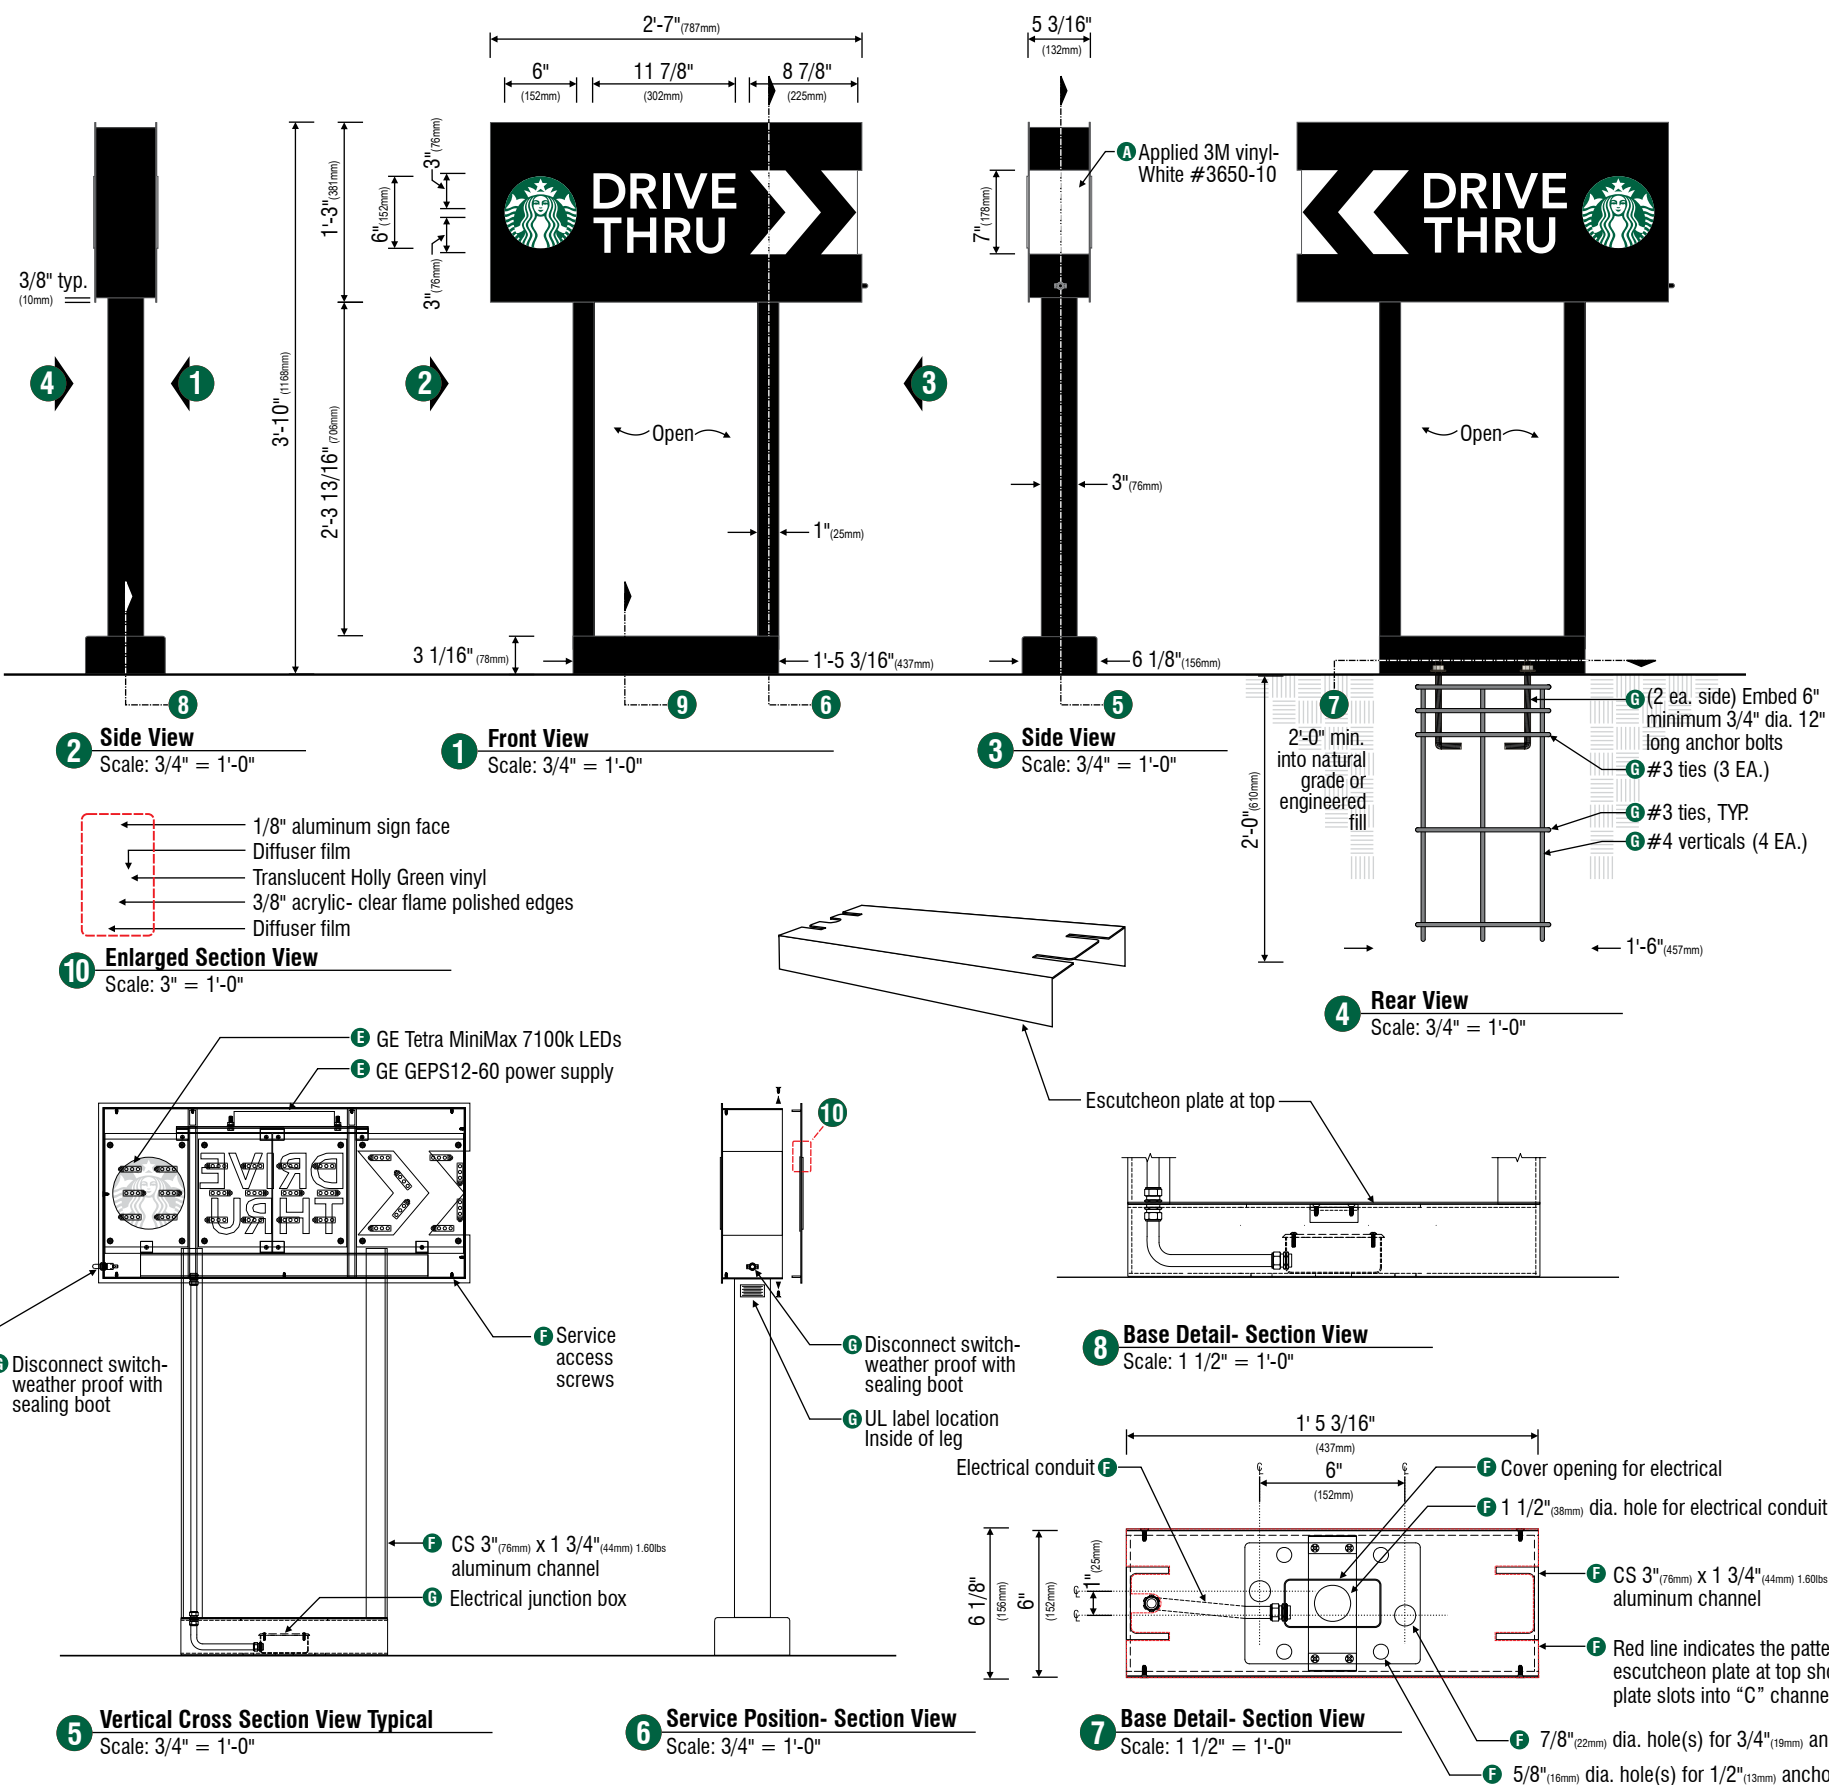 2'-7"(787mm)
6"
(152mm)
11 7/8"
(302mm)
8 7/8"
(225mm)
5 3/16"
(132mm)
3'-10"(1168mm)
1'-3"(381mm)
6"(152mm)
3"(76mm)
3"(76mm)
2'-3 13/16"(706mm)
3/8" typ.
(10mm)
DRIVE
THRU
7"(178mm)
A Applied 3M vinyl-
White #3650-10
DRIVE
THRU
4
1
2
3
Open
Open
3"(76mm)
1"(25mm)
3 1/16"(78mm)
1'-5 3/16"(437mm)
6 1/8"(156mm)
8
9
6
5
7
2 Side View
Scale: 3/4" = 1'-0"
1 Front View
Scale: 3/4" = 1'-0"
3 Side View
Scale: 3/4" = 1'-0"
2'-0" min.
into natural
grade or
engineered
fill
2'-0"(610mm)
G (2 ea. side) Embed 6"
minimum 3/4" dia. 12"
long anchor bolts
G #3 ties (3 EA.)
G #3 ties, TYP.
G #4 verticals (4 EA.)
1'-6"(457mm)
4 Rear View
Scale: 3/4" = 1'-0"
1/8" aluminum sign face
Diffuser film
Translucent Holly Green vinyl
3/8" acrylic- clear flame polished edges
Diffuser film
10 Enlarged Section View
Scale: 3" = 1'-0"
E GE Tetra MiniMax 7100k LEDs
E GE GEPS12-60 power supply
DRIVE
THRU
10
Escutcheon plate at top
G Disconnect switch-
weather proof with
sealing boot
F Service
access
screws
G Disconnect switch-
weather proof with
sealing boot
G UL label location
Inside of leg
8 Base Detail- Section View
Scale: 1 1/2" = 1'-0"
F CS 3"(76mm) x 1 3/4"(44mm) 1.60lbs
aluminum channel
G Electrical junction box
5 Vertical Cross Section View Typical
Scale: 3/4" = 1'-0"
6 Service Position- Section View
Scale: 3/4" = 1'-0"
1' 5 3/16"
(437mm)
Electrical conduit F
6"
(152mm)
F Cover opening for electrical
F 1 1/2"(38mm) dia. hole for electrical conduit
6 1/8"
(156mm)
6"
(152mm)
1"(25mm)
F CS 3"(76mm) x 1 3/4"(44mm) 1.60lbs
aluminum channel
F Red line indicates the patte
escutcheon plate at top sh
plate slots into “C” channe
F 7/8"(22mm) dia. hole(s) for 3/4"(19mm) an
F 5/8"(16mm) dia. hole(s) for 1/2"(13mm) ancho
7 Base Detail- Section View
Scale: 1 1/2" = 1'-0"